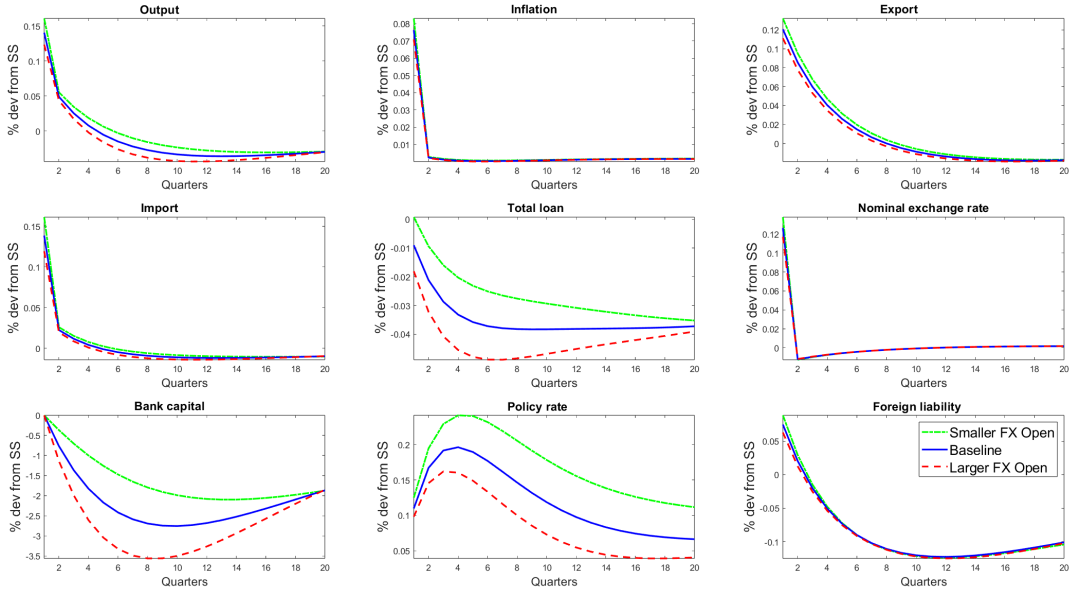 Output
% dev from SS
0.15
0.1
0.05
0
2 4 6 8 10 12 14 16 18 20
Quarters
Inflation
% dev from SS
0.08
0.07
0.06
0.05
0.04
0.03
0.02
0.01
2 4 6 8 10 12 14 16 18 20
Quarters
Export
% dev from SS
0.12
0.1
0.08
0.06
0.04
0.02
0
2 4 6 8 10 12 14 16 18 20
Quarters
Import
% dev from SS
0.15
0.1
0.05
0
2 4 6 8 10 12 14 16 18 20
Quarters
Total loan
% dev from SS
0
-0.01
-0.02
-0.03
-0.04
2 4 6 8 10 12 14 16 18 20
Quarters
Nominal exchange rate
% dev from SS
0.12
0.1
0.08
0.06
0.04
0.02
0
2 4 6 8 10 12 14 16 18 20
Quarters
Bank capital
% dev from SS
0
-0.5
-1
-1.5
-2
-2.5
-3
-3.5
2 4 6 8 10 12 14 16 18 20
Quarters
Policy rate
% dev from SS
0.2
0.15
0.1
0.05
2 4 6 8 10 12 14 16 18 20
Quarters
Foreign liability
% dev from SS
0.05
0
-0.05
-0.1
2 4 6 8 10 12 14 16 18 20
Quarters
Smaller FX Open
Baseline
Larger FX Open